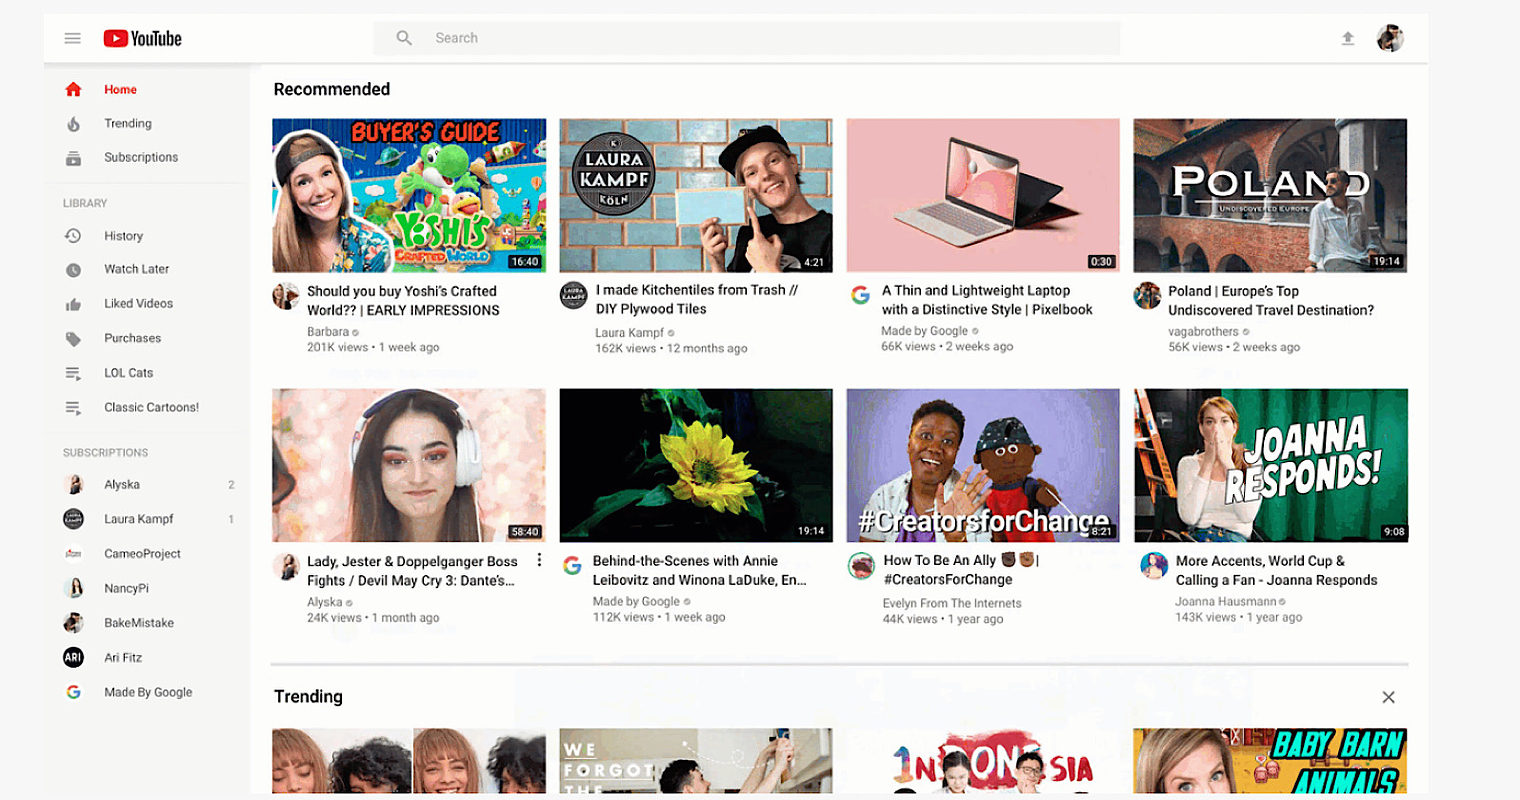 YouTube
Search
Home
Trending
Subscriptions
LIBRARY
History
Watch Later
Liked Videos
Purchases
LOL Cats
Classic Cartoons!
SUBSCRIPTIONS
Alyska 2
Laura Kampf 1
CameoProject
NancyPi
BakeMistake
ARI
Ari Fitz
Made By Google
Recommended
BUYER'S GUIDE
YOSHI'S
CRAFTED WORLD
16:40
Should you buy Yoshi's Crafted
World?? | EARLY IMPRESSIONS
Barbara
201K views • 1 week ago
K
LAURA
KAMPF
KÖLN
4:21
LAURA
KAMPF
I made Kitchentiles from Trash //
DIY Plywood Tiles
Laura Kampf
162K views • 12 months ago
0:30
A Thin and Lightweight Laptop
with a Distinctive Style | Pixelbook
Made by Google
66K views • 2 weeks ago
POLAND
UNDISCOVERED EUROPE
19:14
Poland | Europe's Top
Undiscovered Travel Destination?
vagabrothers
56K views • 2 weeks ago
58:40
Lady, Jester & Doppelganger Boss
Fights / Devil May Cry 3: Dante's...
Alyska
24K views • 1 month ago
19:14
Behind-the-Scenes with Annie
Leibovitz and Winona LaDuke, En...
Made by Google
112K views • 1 week ago
#CreatorsforChange
8:21
How To Be An Ally ✊🏿✊🏾|
#CreatorsForChange
Evelyn From The Internets
44K views • 1 year ago
JOANNA
RESPONDS!
9:08
More Accents, World Cup &
Calling a Fan - Joanna Responds
Joanna Hausmann
143K views • 1 year ago
Trending
WE
FORGOT
THE
1NDONESIA
BABY BARN
ANIMALS